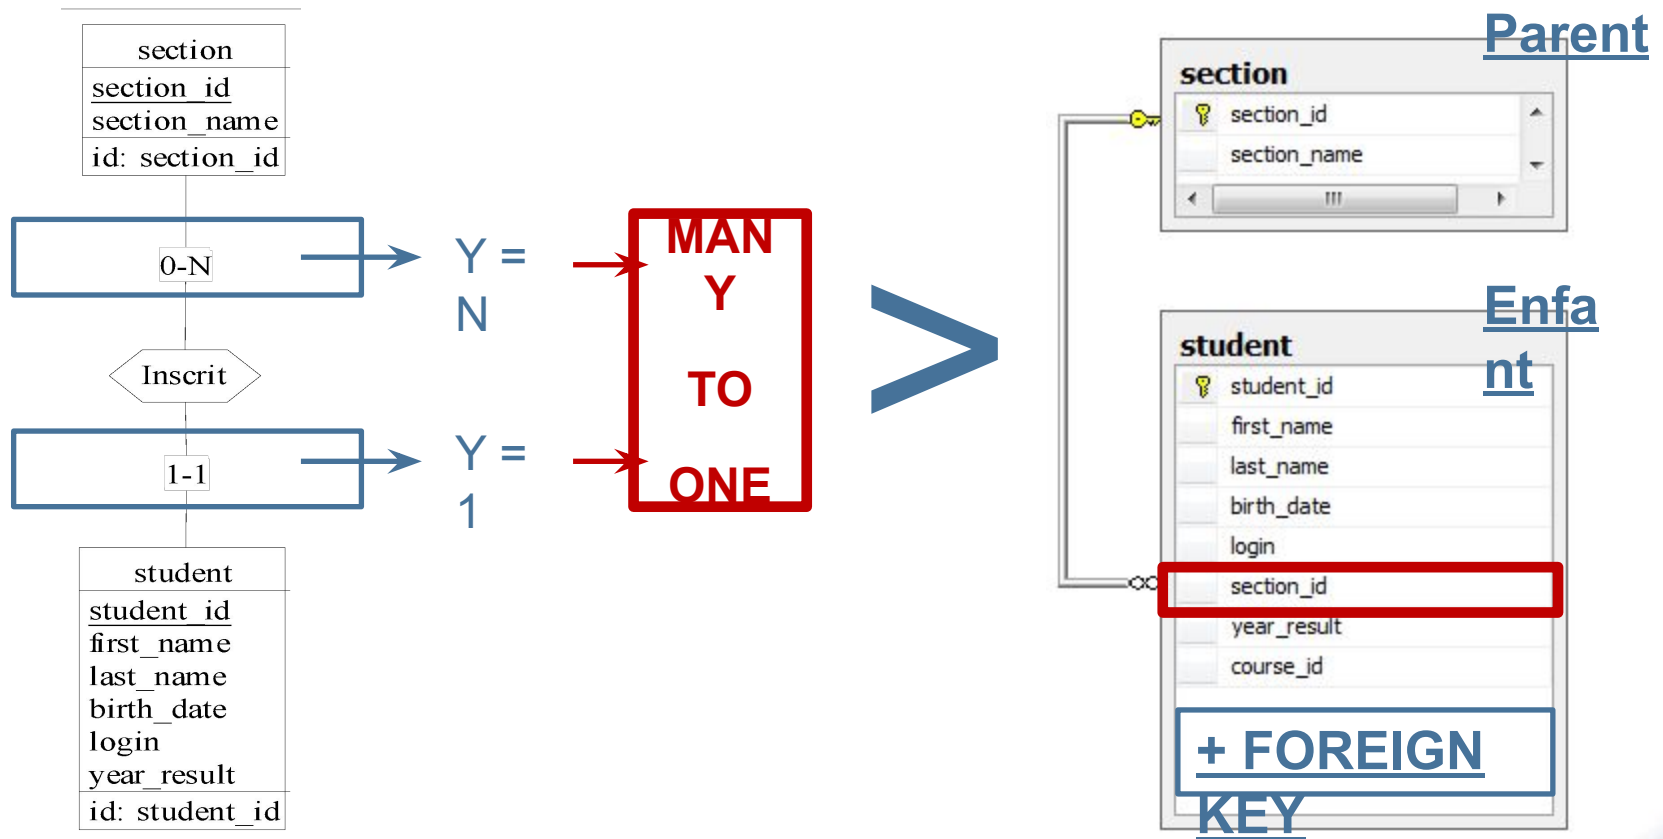 section
section_id
section_name
id: section_id
0-N
Inscrit
1-1
student
student_id
first_name
last_name
birth_date
login
year_result
id: student_id
Y =
N
Y =
1
MAN
Y
TO
ONE
>
Parent
section
section_id
section_name
Enfa
nt
student
student_id
first_name
last_name
birth_date
login
section_id
year_result
course_id
+ FOREIGN
KEY